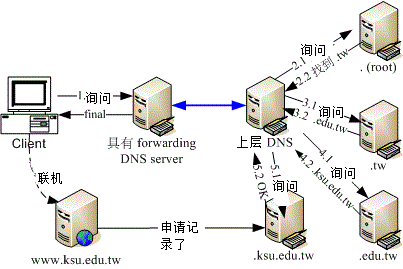 2.1 询问
2.2 找到 .tw
. (root)
1. 询问
final
3.1 询问
3.2 .edu.tw
Client
具有 forwarding
DNS server
上层 DNS
.tw
4.1 询问
4.2 .ksu.edu.tw
联机
5.1 询问
5.2 OK!
申请记
录了
www.ksu.edu.tw
.ksu.edu.tw
.edu.tw